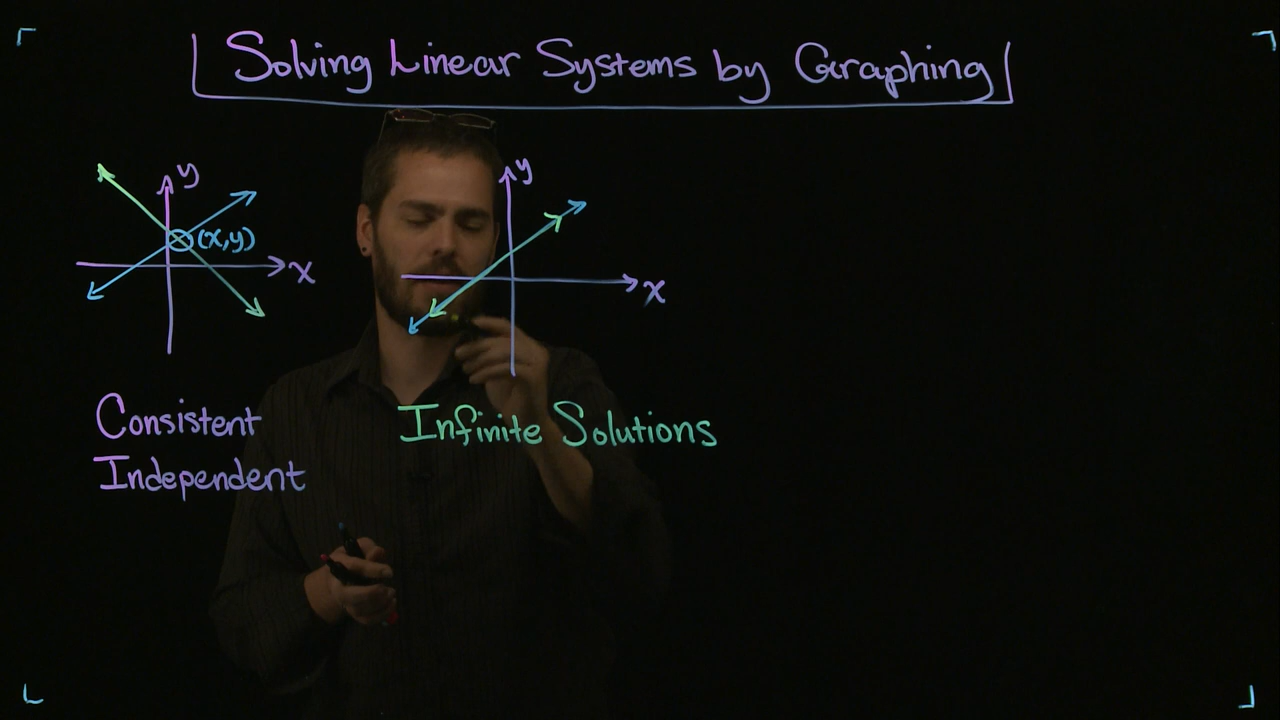 Solving Linear Systems by Graphing
y
(x,y)
x
y
x
Consistent
Independent
Infinite Solutions